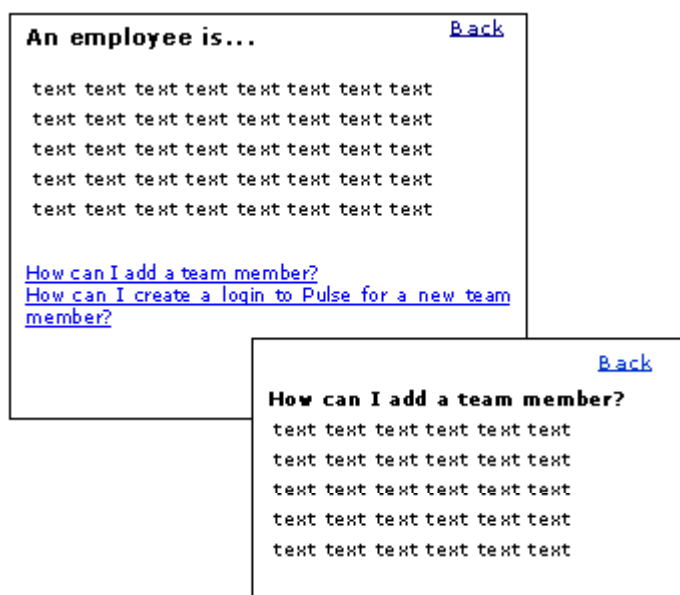 An employee is... Back
text text text text text text text text
text text text text text text text text
text text text text text text text text
text text text text text text text text
text text text text text text text text
How can I add a team member?
How can I create a login to Pulse for a new team
member?
Back
How can I add a team member?
text text text text text text
text text text text text text
text text text text text text
text text text text text text
text text text text text text